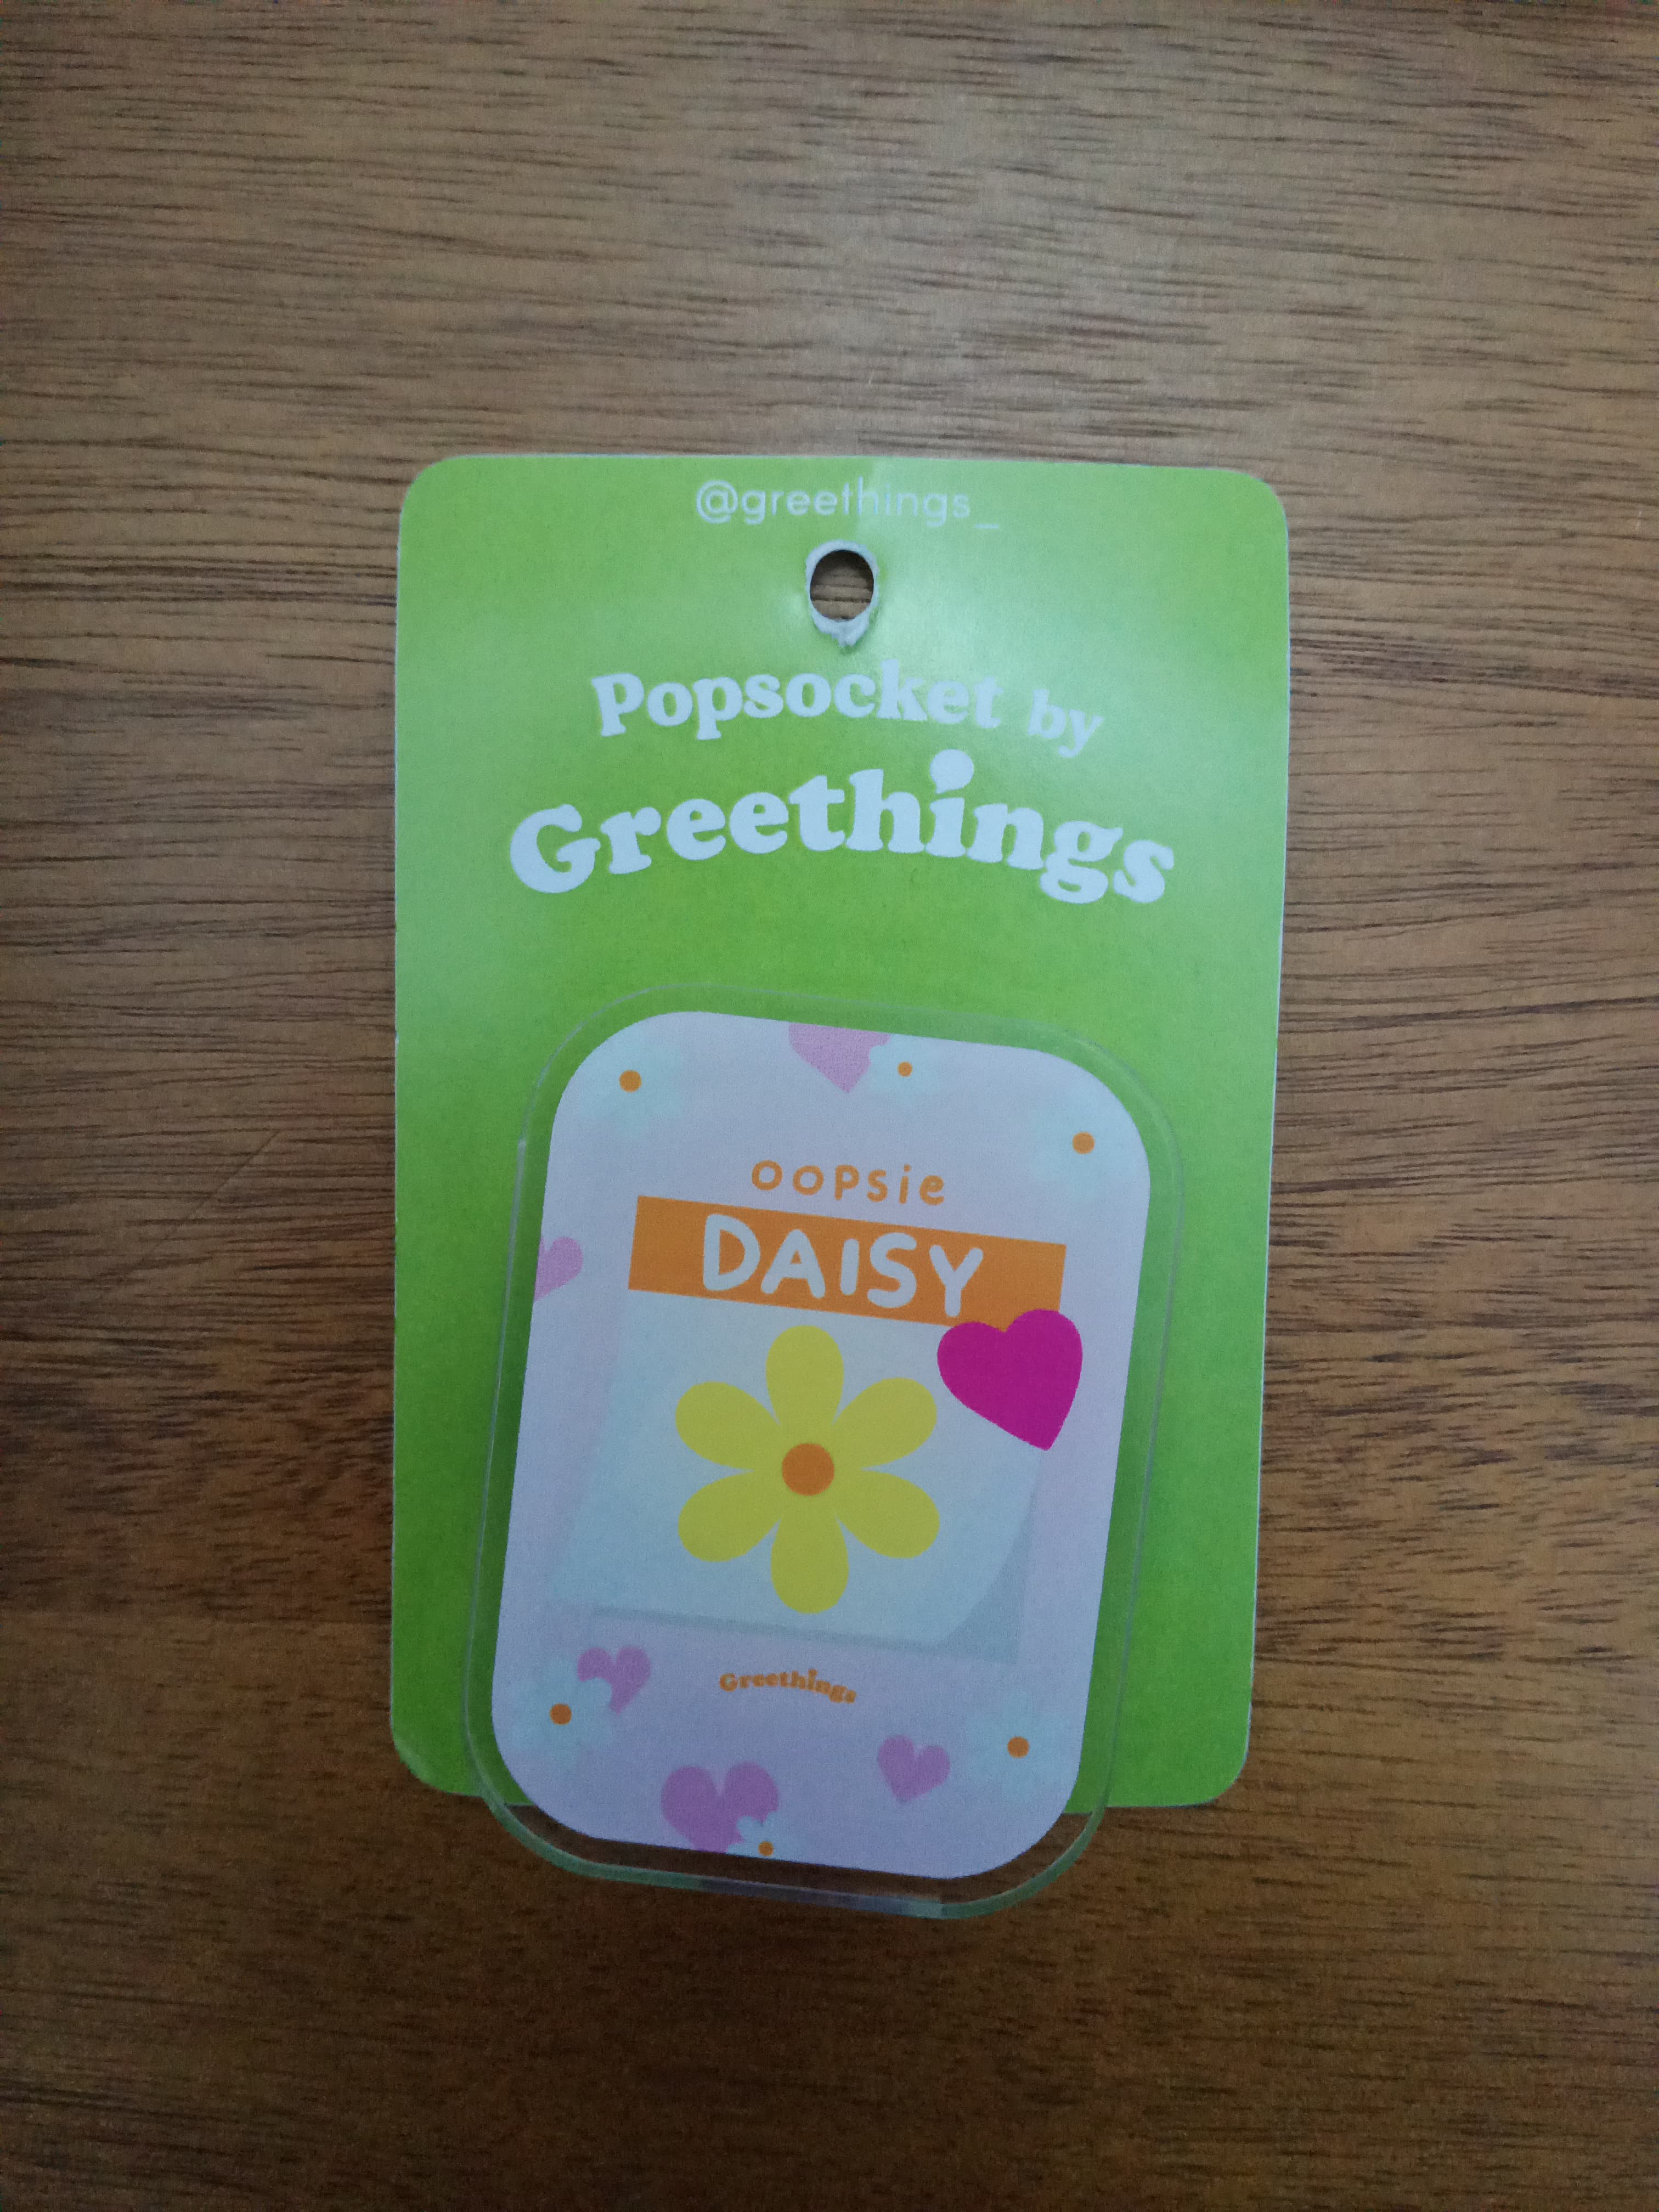 @greethings_
Popsocket by
Greethings
oopsie
DAISY
Greethings